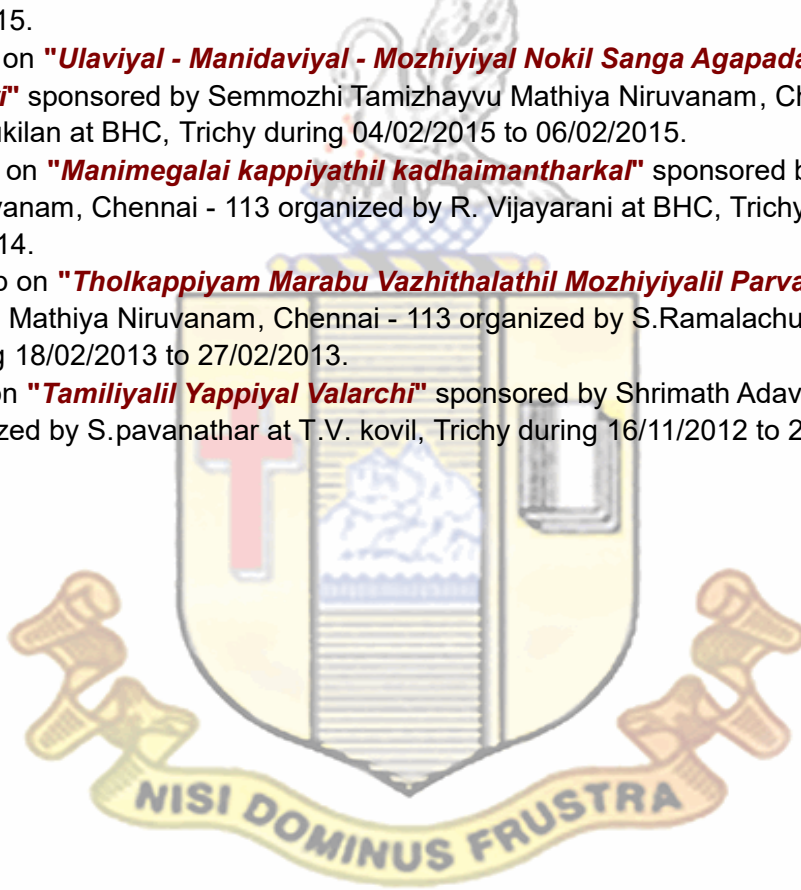 15.
on "Ulaviyal - Manidaviyal - Mozhiyiyal Nokil Sanga Agapada
i" sponsored by Semmozhi Tamizhayvu Mathiya Niruvanam, Ch
ukilan at BHC, Trichy during 04/02/2015 to 06/02/2015.
on "Manimegalai kappiyathil kadhaimantharkal" sponsored b
vanam, Chennai - 113 organized by R. Vijayarani at BHC, Trichy
14.
o on "Tholkappiyam Marabu Vazhithalathil Mozhiyiyalil Parva
Mathiya Niruvanam, Chennai - 113 organized by S.Ramalachu
g 18/02/2013 to 27/02/2013.
on "Tamiliyalil Yappiyal Valarchi" sponsored by Shrimath Adav
zed by S.pavanathar at T.V. kovil, Trichy during 16/11/2012 to 2
NISI DOMINUS FRUSTRA